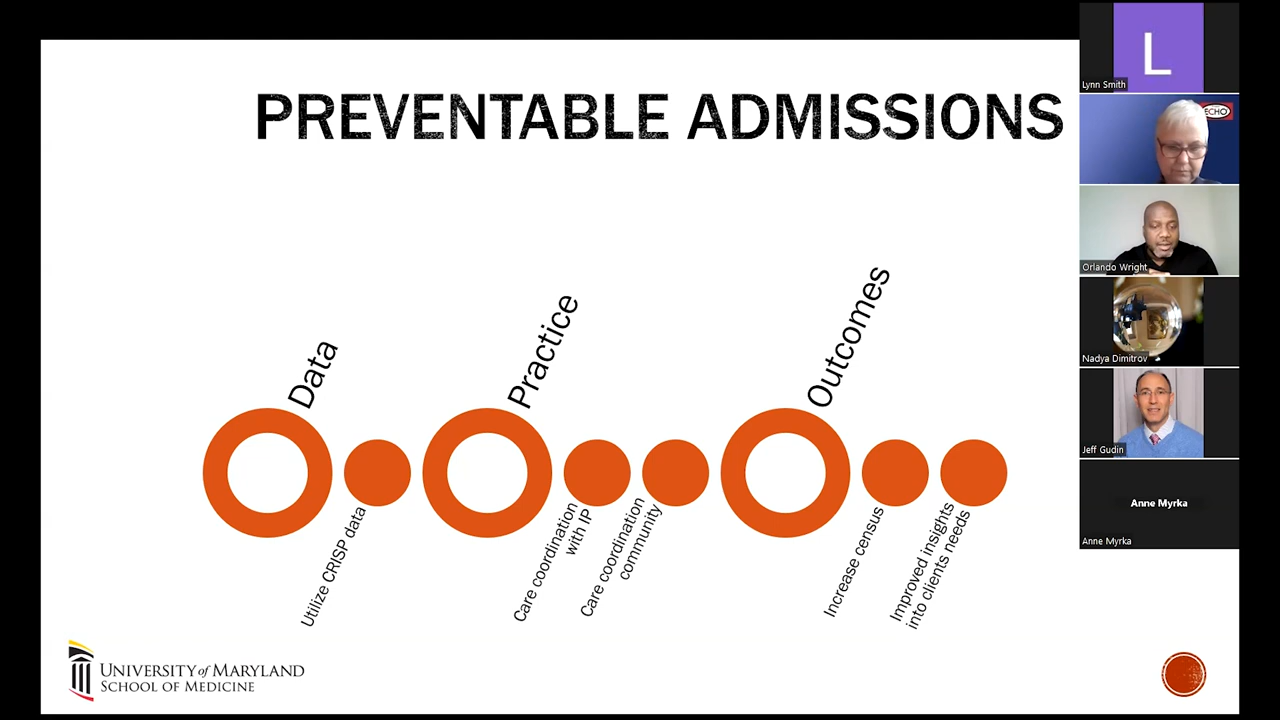 PREVENTABLE ADMISSIONS
Data
Utilize CRISP data
Practice
Care coordination
with IP
Care coordination
community
Outcomes
Increase census
Improved insights
into clients needs
UNIVERSITY of MARYLAND
SCHOOL OF MEDICINE
L
Lynn Smith
ECHO
Orlando Wright
Nadya Dimitrov
Jeff Gudin
Anne Myrka
Anne Myrka